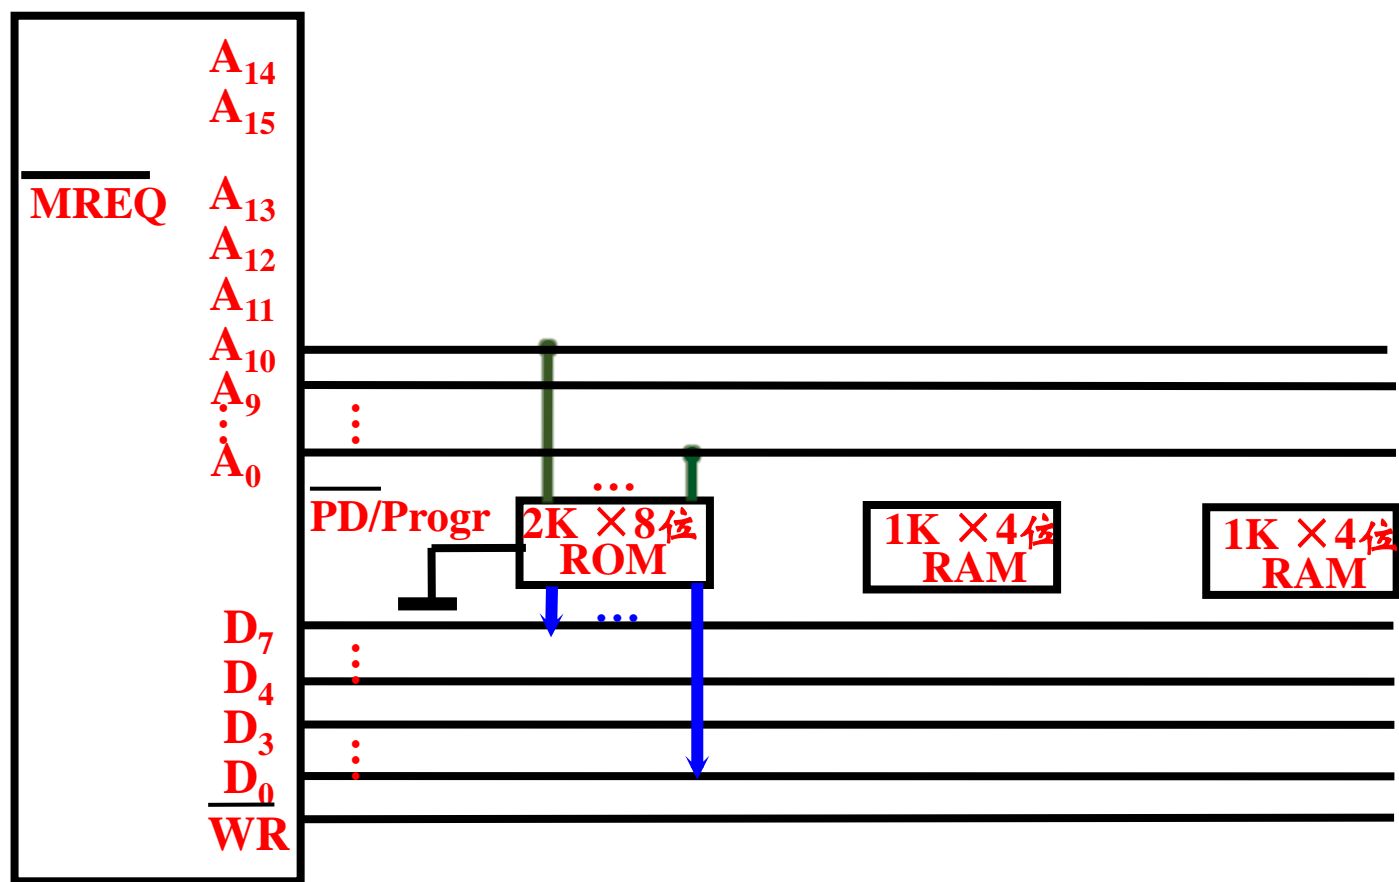 A14
A15
MREQ
A13
A12
A11
A10
A9
⋮ ⋮
A0
PD/Progr
…
2K ×8位
ROM
1K ×4位
RAM
1K ×4位
RAM
…
D7
⋮
D4
D3
⋮
D0
WR